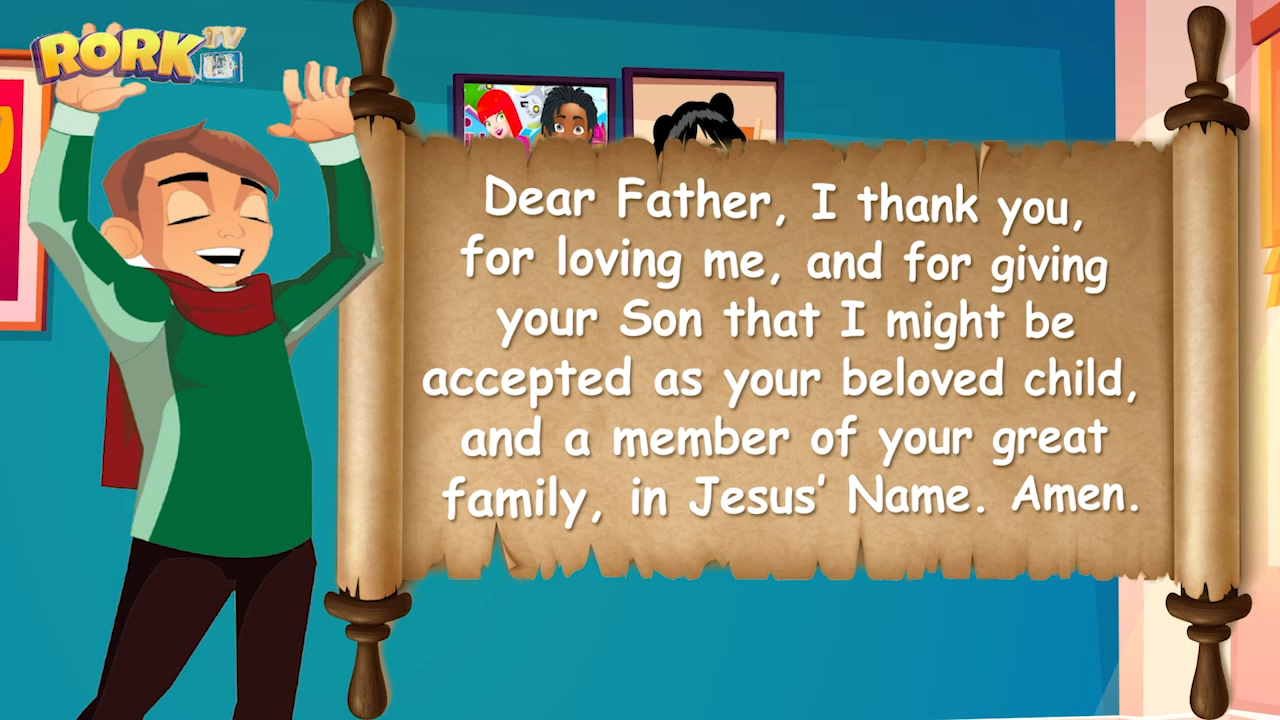 RORK TV
Dear Father, I thank you,
for loving me, and for giving
your Son that I might be
accepted as your beloved child,
and a member of your great
family, in Jesus' Name. Amen.